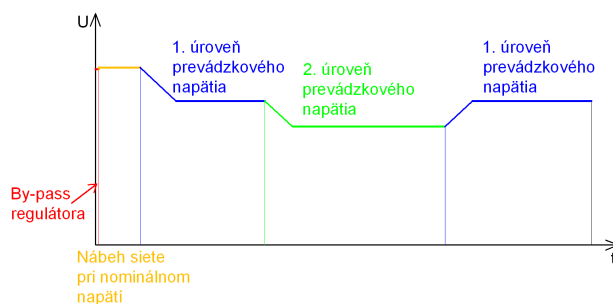 U
1. úroveň
prevádzkového
napätia
2. úroveň
prevádzkového
napätia
1. úroveň
prevádzkového
napätia
By-pass
regulátora
Nábeh siete
pri nominálnom
napätí
t